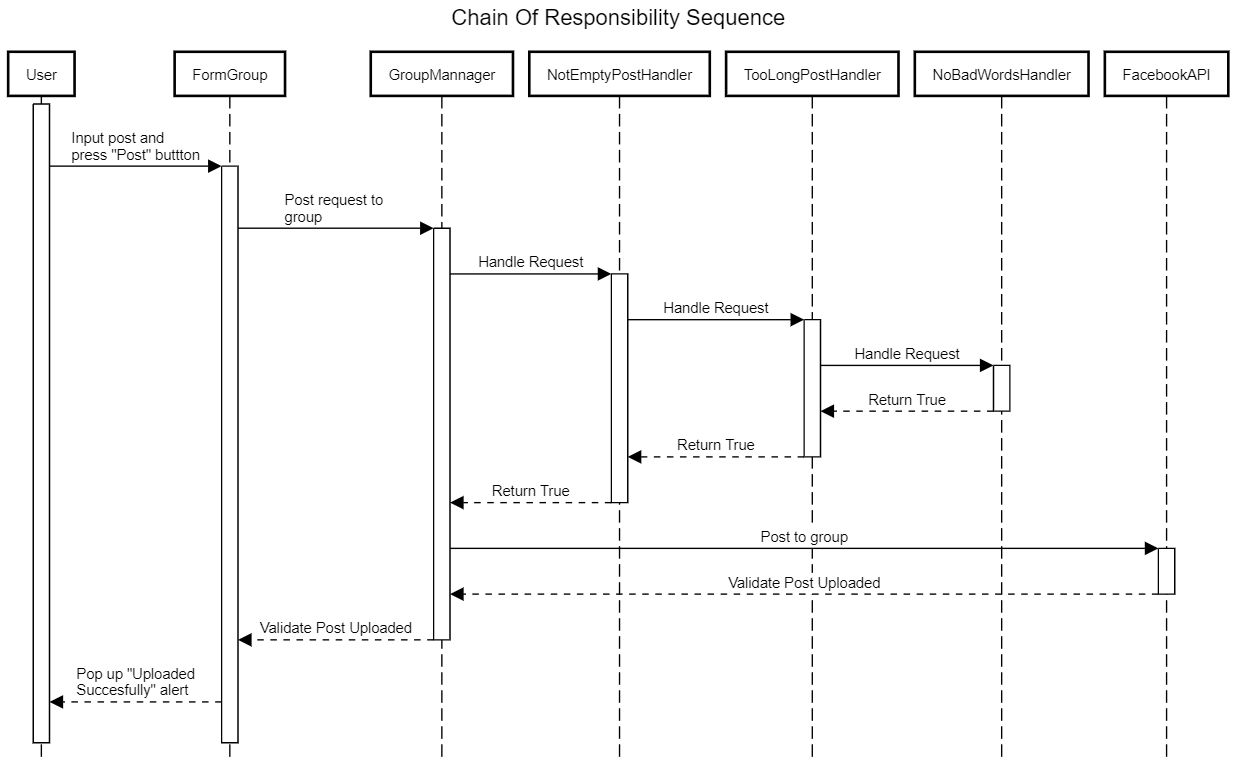 Chain Of Responsibility Sequence
User
FormGroup
GroupMannager
NotEmptyPostHandler
TooLongPostHandler
NoBadWordsHandler
FacebookAPI
Input post and
press "Post" buttton
Post request to
group
Handle Request
Handle Request
Handle Request
Return True
Return True
Return True
Post to group
Validate Post Uploaded
Validate Post Uploaded
Pop up "Uploaded
Succesfully" alert